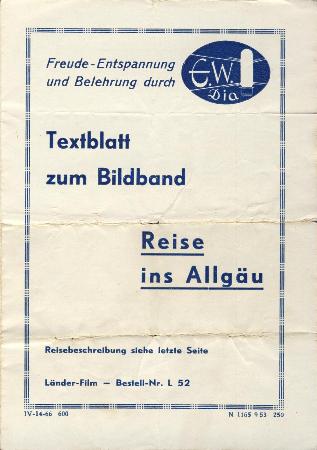 Freude-Entspannung
und Belehrung durch
E.W.
Dia
Textblatt
zum Bildband
Reise
ins Allgäu
Reisebeschreibung siehe letzte Seite
Länder-Film – Bestell-Nr. L 52
IV-14-66 600
N 1165 9 53 250